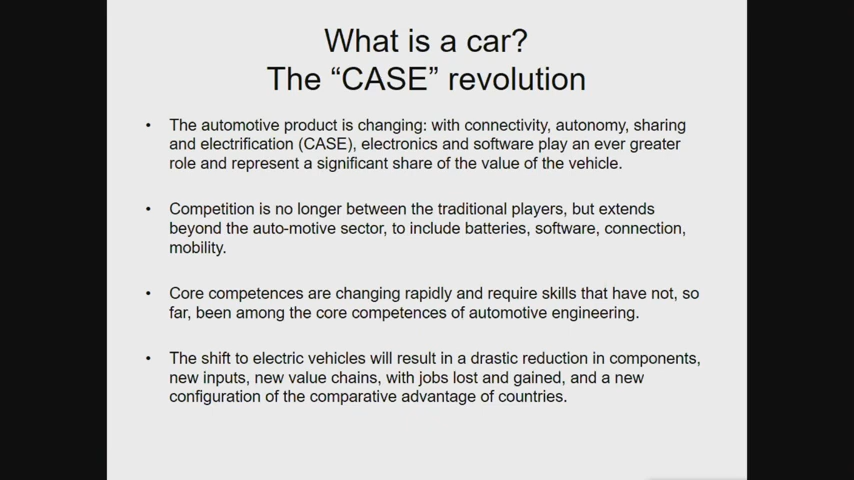 What is a car?
The “CASE” revolution
• The automotive product is changing: with connectivity, autonomy, sharing
and electrification (CASE), electronics and software play an ever greater
role and represent a significant share of the value of the vehicle.
• Competition is no longer between the traditional players, but extends
beyond the auto-motive sector, to include batteries, software, connection,
mobility.
• Core competences are changing rapidly and require skills that have not, so
far, been among the core competences of automotive engineering.
• The shift to electric vehicles will result in a drastic reduction in components,
new inputs, new value chains, with jobs lost and gained, and a new
configuration of the comparative advantage of countries.